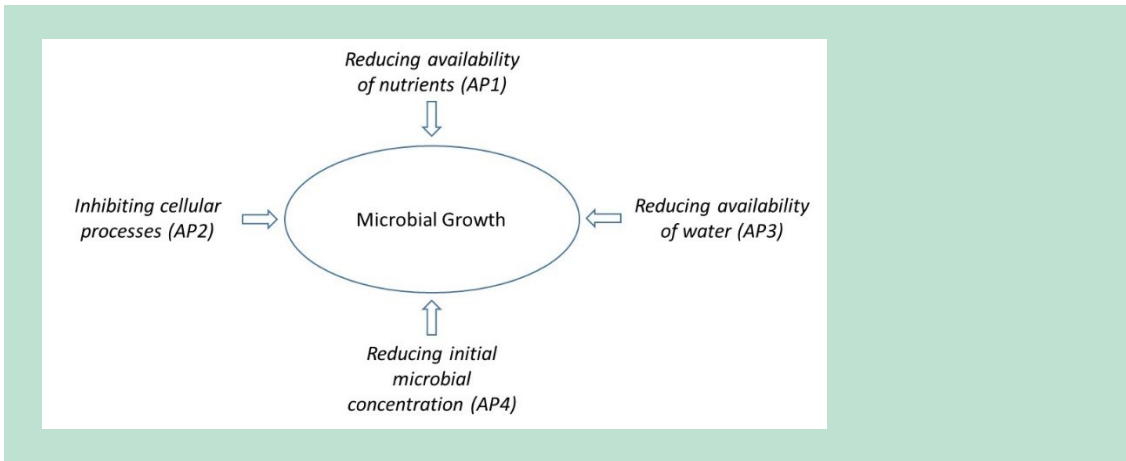 Reducing availability
of nutrients (AP1)
Inhibiting cellular
processes (AP2)
Microbial Growth
Reducing availability
of water (AP3)
Reducing initial
microbial
concentration (AP4)